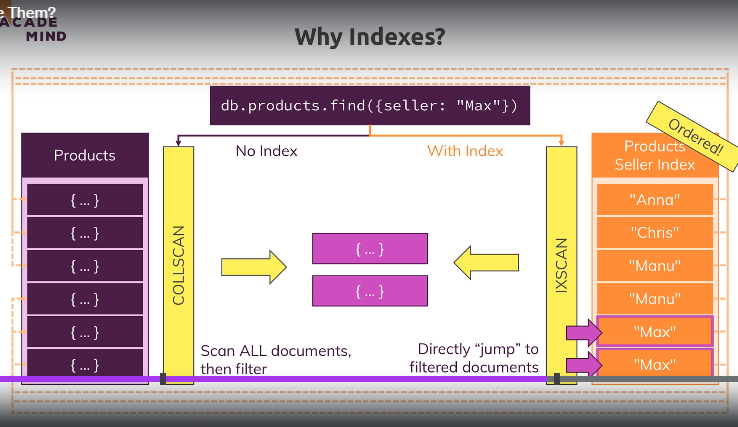 e Them?
ACADE
MIND
Why Indexes?
db.products.find({seller: "Max"})
No Index
With Index
Ordered!
Products
{ ... }
{ ... }
{ ... }
{ ... }
{ ... }
{ ... }
COLLSCAN
Scan ALL documents,
then filter
{ ... }
{ ... }
IXSCAN
Directly “jump” to
filtered documents
Products
Seller Index
"Anna"
"Chris"
"Manu"
"Manu"
"Max"
"Max"